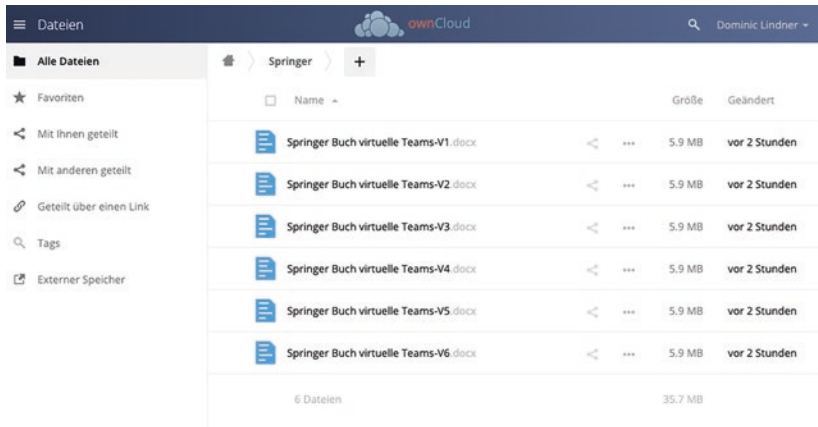 Dateien
ownCloud
Dominic Lindner
Alle Dateien
Favoriten
Mit Ihnen geteilt
Mit anderen geteilt
Geteilt über einen Link
Tags
Externer Speicher
Springer
+
Name Größe Geändert
Springer Buch virtuelle Teams-V1.docx ... 5.9 MB vor 2 Stunden
Springer Buch virtuelle Teams-V2.docx ... 5.9 MB vor 2 Stunden
Springer Buch virtuelle Teams-V3.docx ... 5.9 MB vor 2 Stunden
Springer Buch virtuelle Teams-V4.docx ... 5.9 MB vor 2 Stunden
Springer Buch virtuelle Teams-V5.docx ... 5.9 MB vor 2 Stunden
Springer Buch virtuelle Teams-V6.docx ... 5.9 MB vor 2 Stunden
6 Dateien 35.7 MB